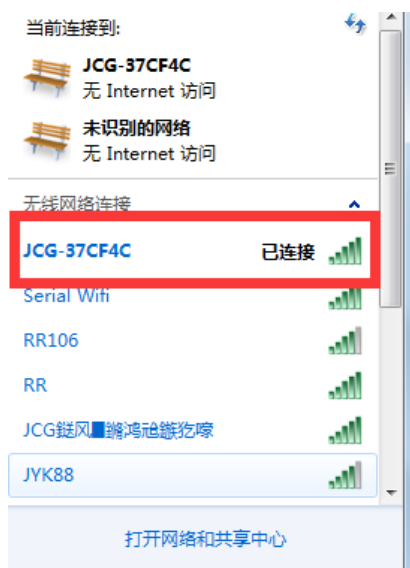 当前连接到:
JCG-37CF4C
无 Internet 访问
未识别的网络
无 Internet 访问
无线网络连接
JCG-37CF4C 已连接
Serial Wifi
RR106
RR
JCG
JYK88
打开网络和共享中心